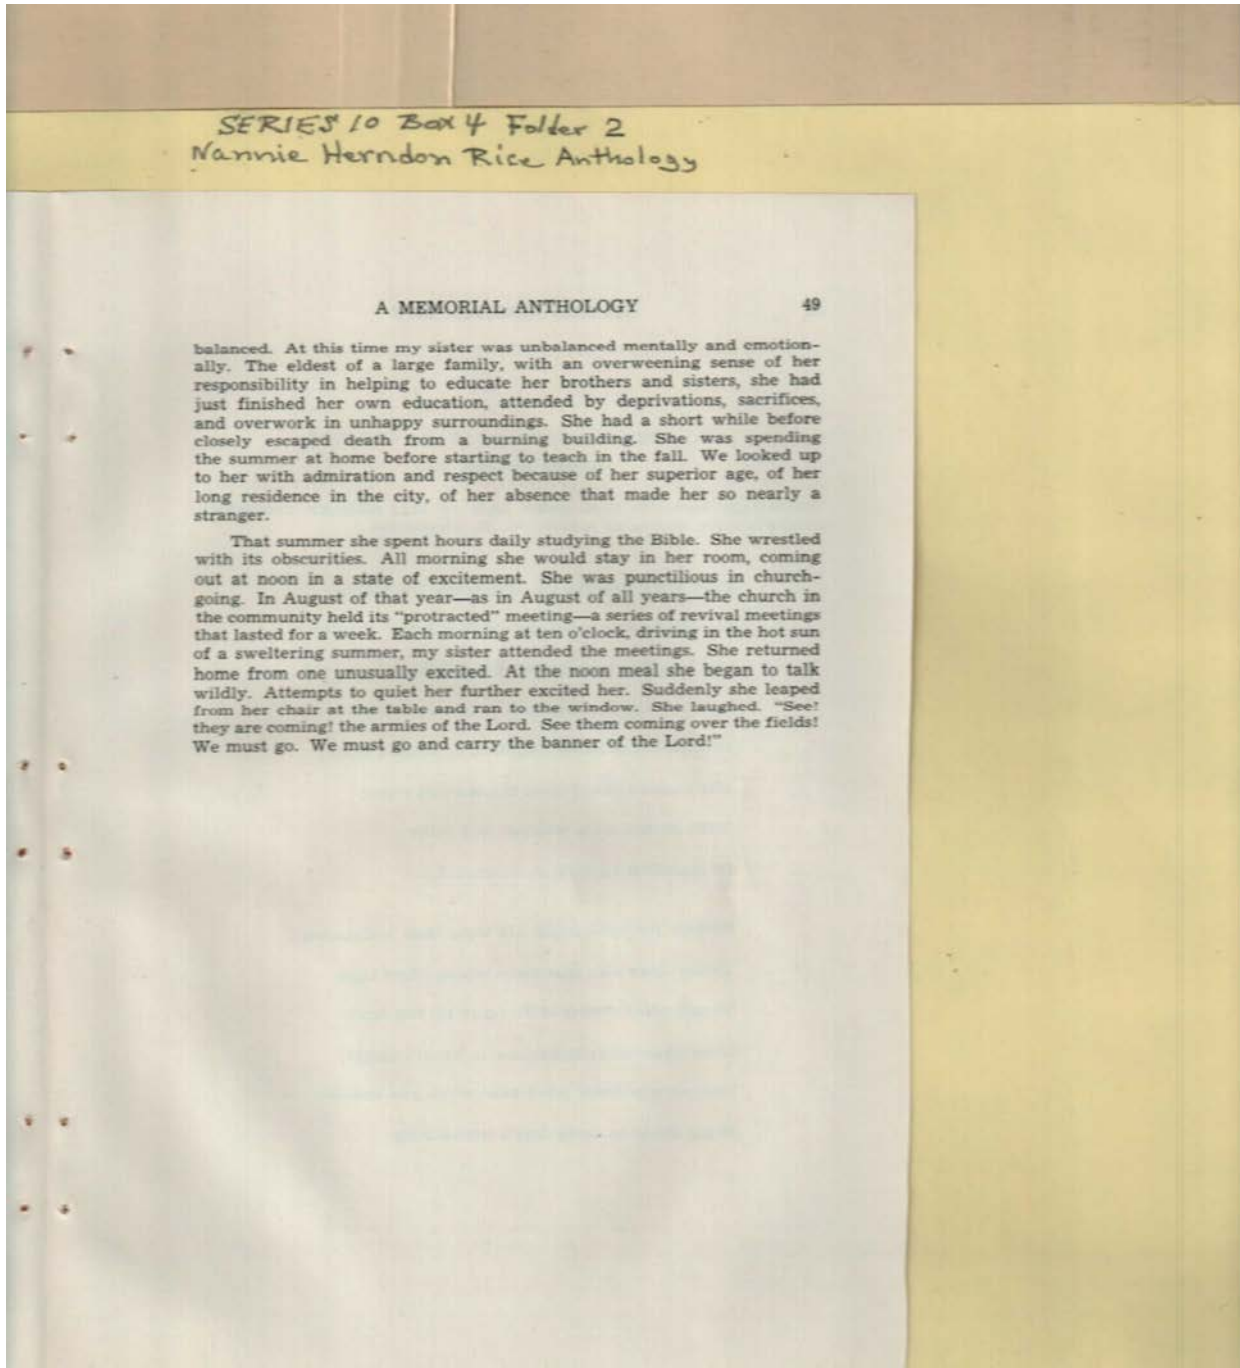 SERIES 10 Box 4 Folder 2
Nannie Herndon Rice Anthology
A MEMORIAL ANTHOLOGY 49
balanced. At this time my sister was unbalanced mentally and emotion-
ally. The eldest of a large family, with an overweening sense of her
responsibility in helping to educate her brothers and sisters, she had
just finished her own education, attended by deprivations, sacrifices,
and overwork in unhappy surroundings. She had a short while before
closely escaped death from a burning building. She was spending
the summer at home before starting to teach in the fall. We looked up
to her with admiration and respect because of her superior age, of her
long residence in the city, of her absence that made her so nearly a
stranger.
That summer she spent hours daily studying the Bible. She wrestled
with its obscurities. All morning she would stay in her room, coming
out at noon in a state of excitement. She was punctilious in church-
going. In August of that year—as in August of all years—the church in
the community held its "protracted" meeting—a series of revival meetings
that lasted for a week. Each morning at ten o'clock, driving in the hot sun
of a sweltering summer, my sister attended the meetings. She returned
home from one unusually excited. At the noon meal she began to talk
wildly. Attempts to quiet her further excited her. Suddenly she leaped
from her chair at the table and ran to the window. She laughed. "See!
they are coming! the armies of the Lord. See them coming over the fields!
We must go. We must go and carry the banner of the Lord!"